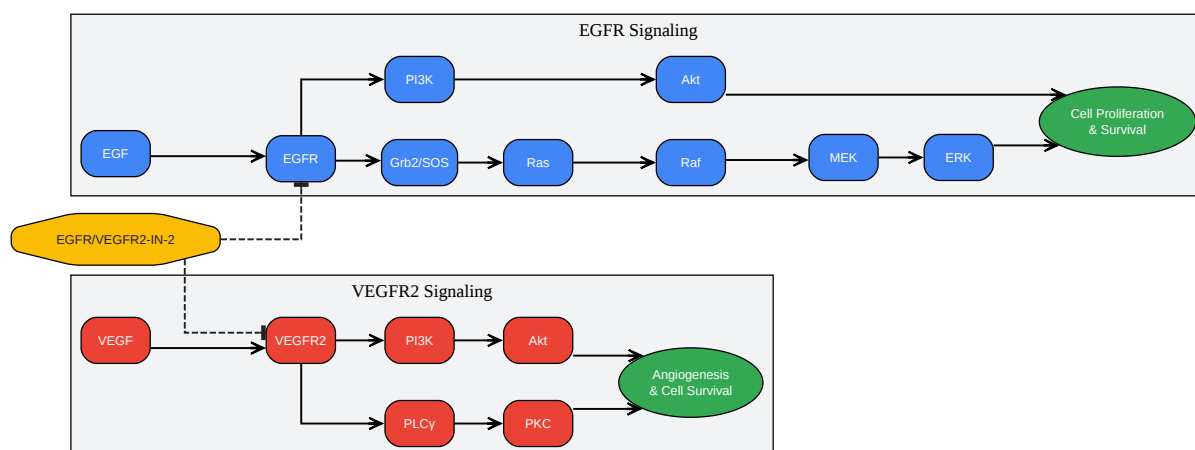 EGFR Signaling
PI3K
Akt
Cell Proliferation
& Survival
EGF
EGFR
Grb2/SOS
Ras
Raf
MEK
ERK
EGFR/VEGFR2-IN-2
VEGFR2 Signaling
VEGF
VEGFR2
PI3K
Akt
Angiogenesis
& Cell Survival
PLCγ
PKC